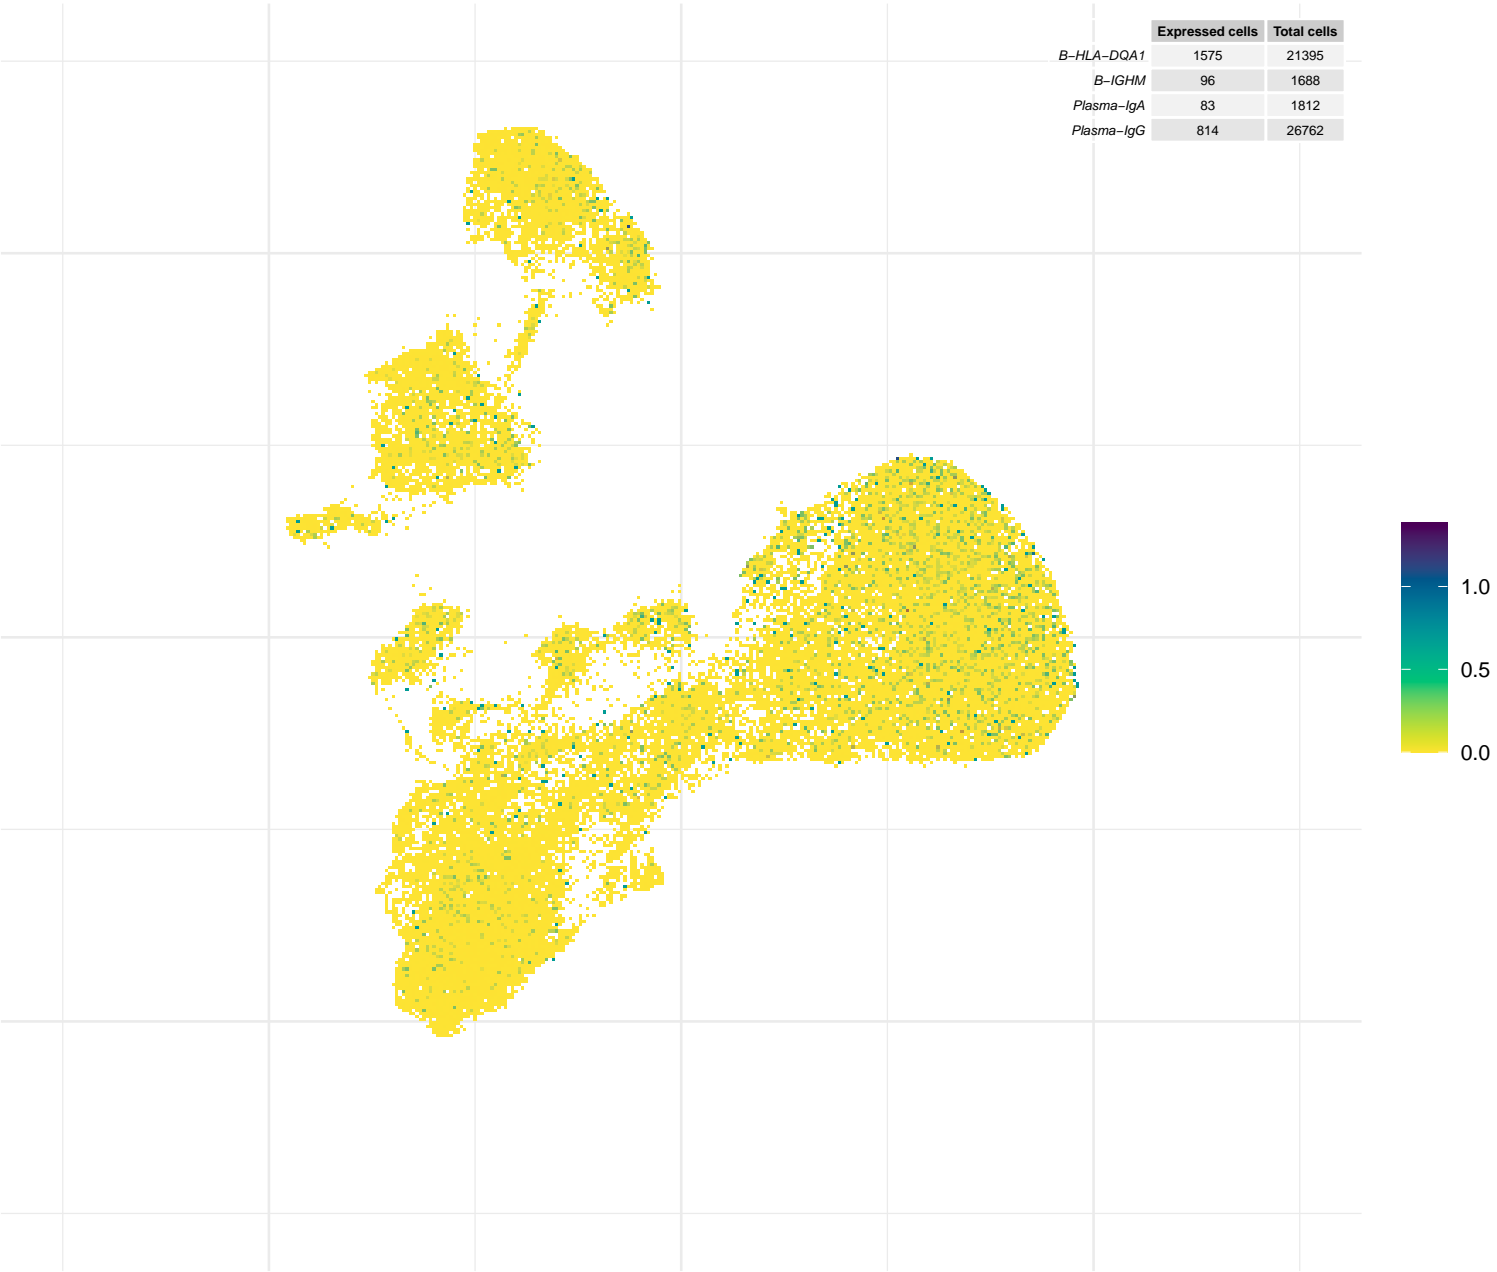 Expressed cells Total cells
B−HLA−DQA1 1575 21395
B−IGHM 96 1688
Plasma−IgA 83 1812
Plasma−IgG 814 26762
1.0
0.5
0.0